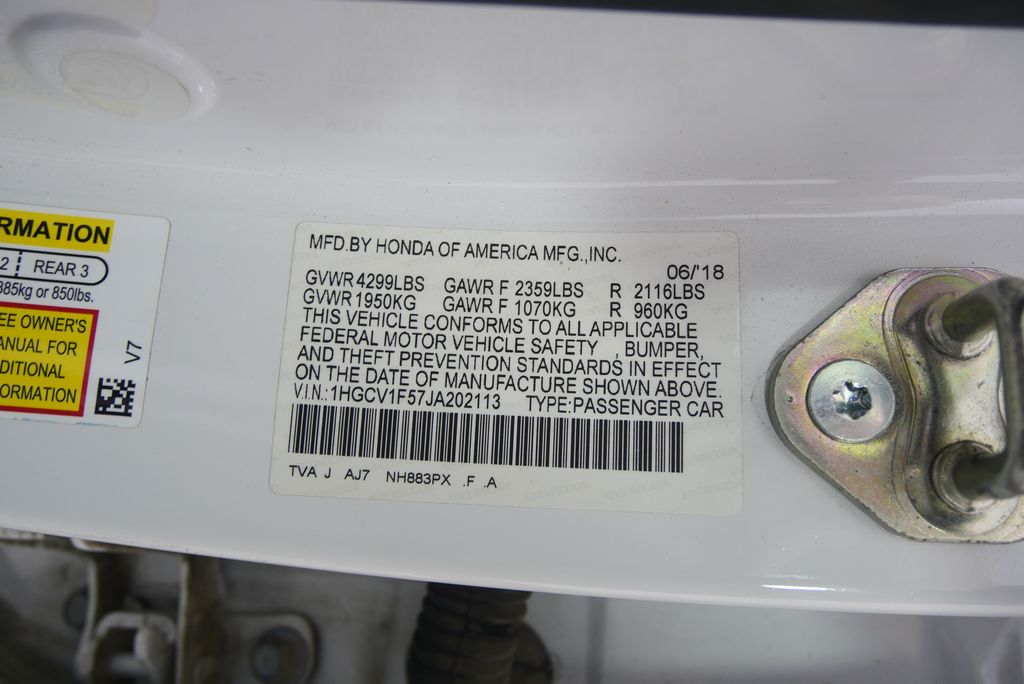 RMATION
2 REAR 3
385kg or 850lbs.
EE OWNER'S
ANUAL FOR
DITIONAL
FORMATION
V7
MFD.BY HONDA OF AMERICA MFG.,INC.
06/'18
GVWR 4299LBS GAWR F 2359LBS R 2116LBS
GVWR 1950KG GAWR F 1070KG R 960KG
THIS VEHICLE CONFORMS TO ALL APPLICABLE
FEDERAL MOTOR VEHICLE SAFETY , BUMPER,
AND THEFT PREVENTION STANDARDS IN EFFECT
ON THE DATE OF MANUFACTURE SHOWN ABOVE.
V.I.N.:1HGCV1F57JA202113 TYPE:PASSENGER CAR
TVA J AJ7 NH883PX .F .A